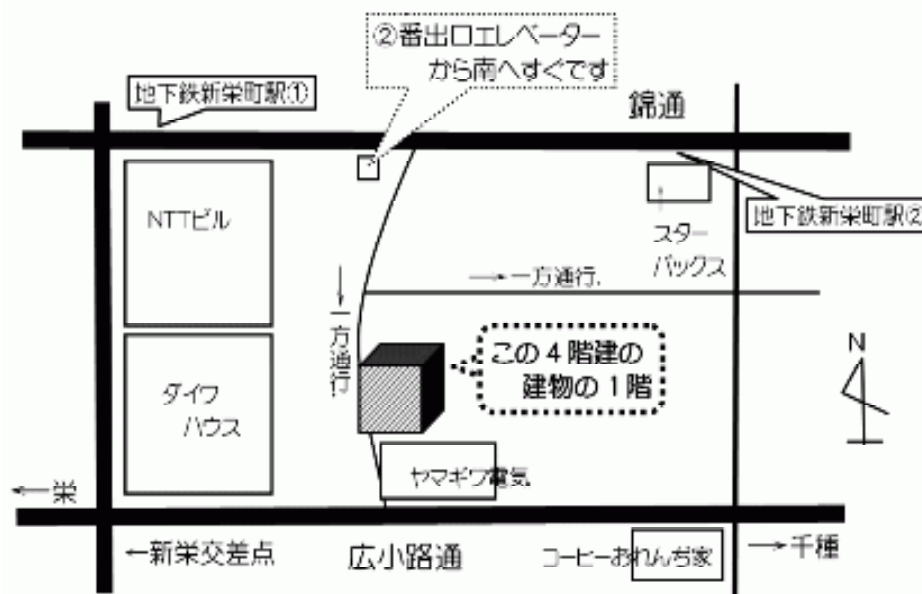 ②番出口エレベーター
から南へすぐです
地下鉄新栄町駅①
錦通
NTTビル
スター
バックス
地下鉄新栄町駅②
→一方通行.
↓一方通行
この4階建の
建物の1階
N
ダイワ
ハウス
ヤマギワ電気
←栄
←新栄交差点
広小路通
コーヒーおれんぢ家
→千種